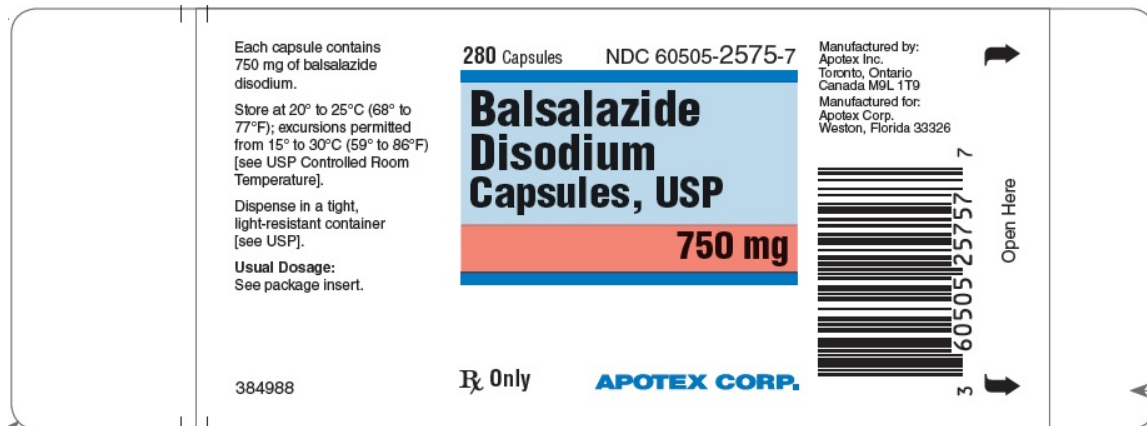 Each capsule contains
750 mg of balsalazide
disodium.
Store at 20° to 25°C (68° to
77°F); excursions permitted
from 15° to 30°C (59° to 86°F)
[see USP Controlled Room
Temperature].
Dispense in a tight,
light-resistant container
[see USP].
Usual Dosage:
See package insert.
384988
280 Capsules NDC 60505-2575-7
Balsalazide
Disodium
Capsules, USP
750 mg
℞ Only
APOTEX CORP.
Manufactured by:
Apotex Inc.
Toronto, Ontario
Canada M9L 1T9
Manufactured for:
Apotex Corp.
Weston, Florida 33326
3 60505 25757 7
Open Here